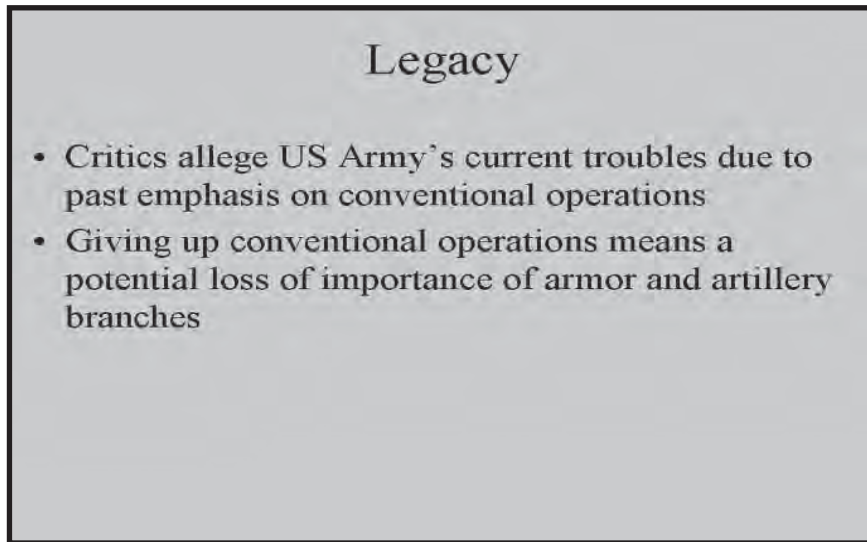 Legacy
• Critics allege US Army's current troubles due to
past emphasis on conventional operations
• Giving up conventional operations means a
potential loss of importance of armor and artillery
branches